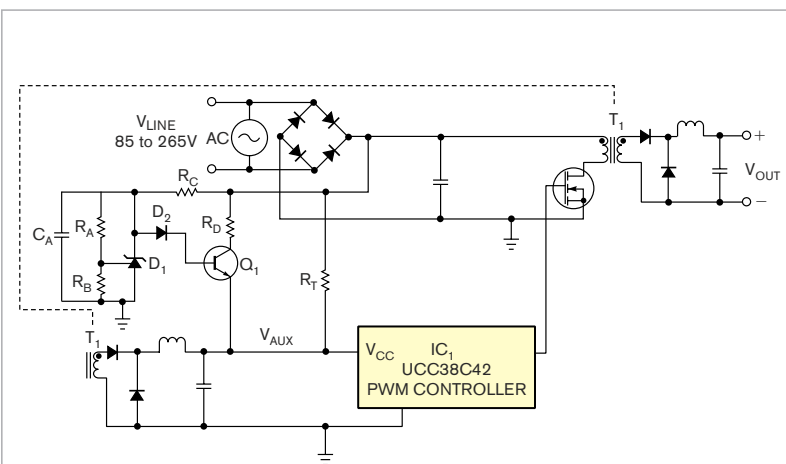 V_LINE
85 to 265V
AC
T_1
+
V_OUT
−
R_C
D_2
R_D
C_A
R_A
R_B
D_1
Q_1
R_T
T_1
V_AUX
V_CC
IC_1
UCC38C42
PWM CONTROLLER